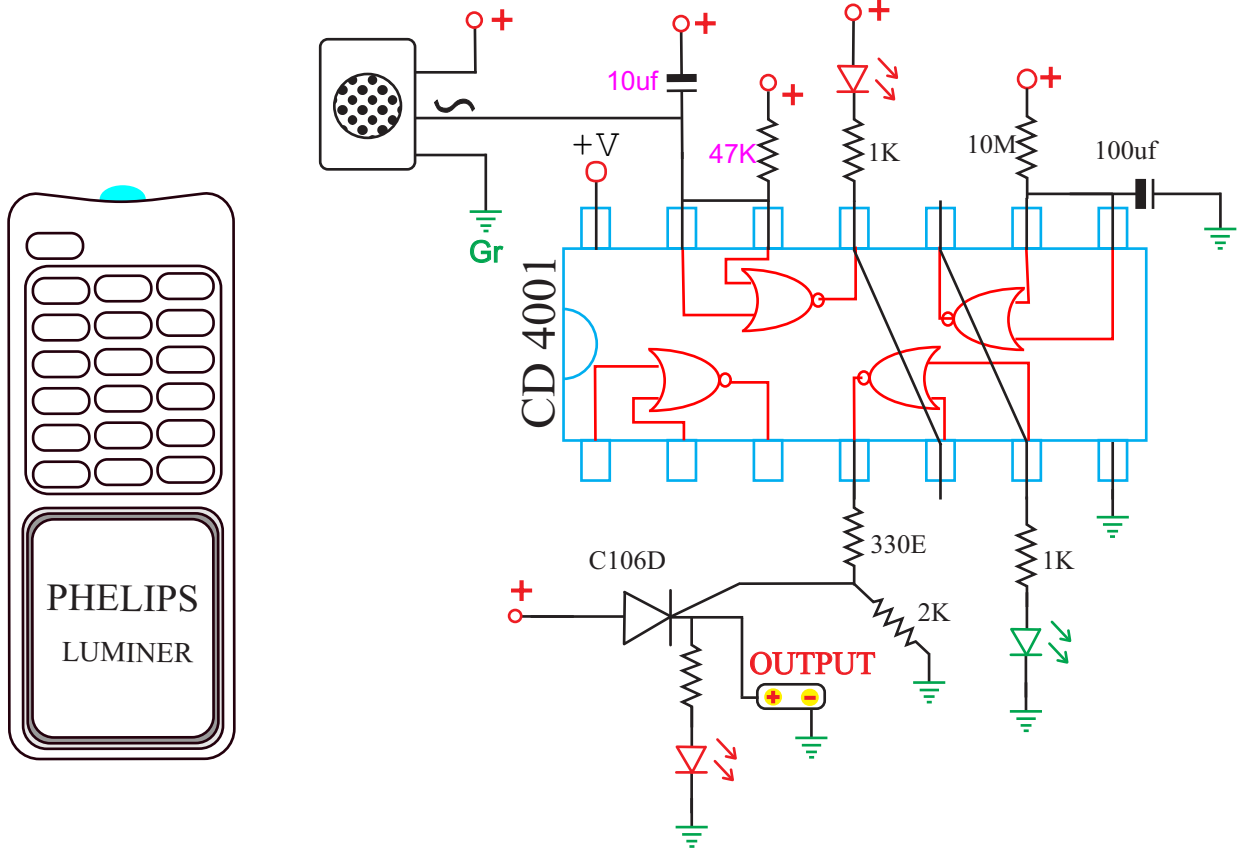 +
+
+
10uf
+
+
47K
1K
10M
100uf
+V
Gr
CD 4001
PHELIPS
LUMINER
C106D
330E
1K
+
2K
OUTPUT
+ -